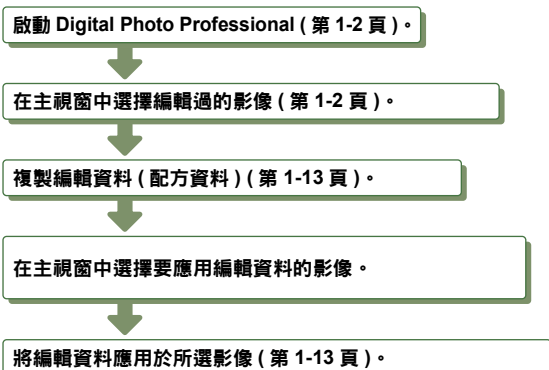 啟動 Digital Photo Professional ( 第 1-2 頁 )。
在主視窗中選擇編輯過的影像 ( 第 1-2 頁 )。
複製編輯資料 ( 配方資料 ) ( 第 1-13 頁 )。
在主視窗中選擇要應用編輯資料的影像。
將編輯資料應用於所選影像 ( 第 1-13 頁 )。